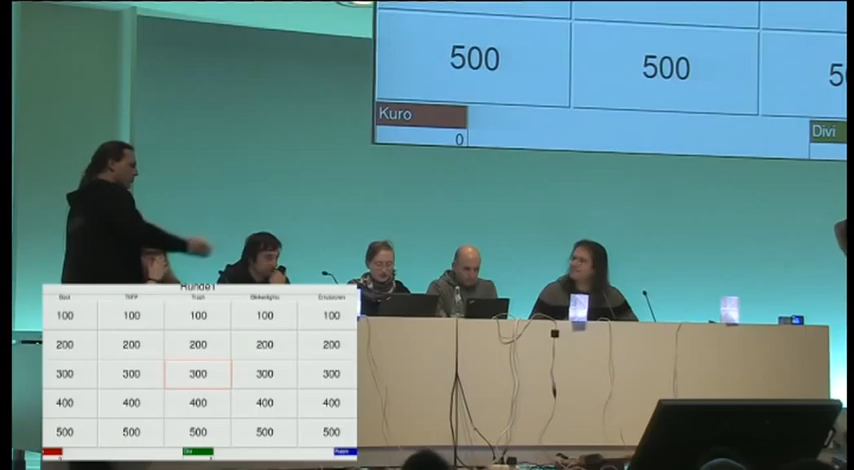 500 500
Kuro Divi
0
Runde1
Trash
100 100 100 100 100
200 200 200 200 200
300 300 300 300 300
400 400 400 400 400
500 500 500 500 500
Divi